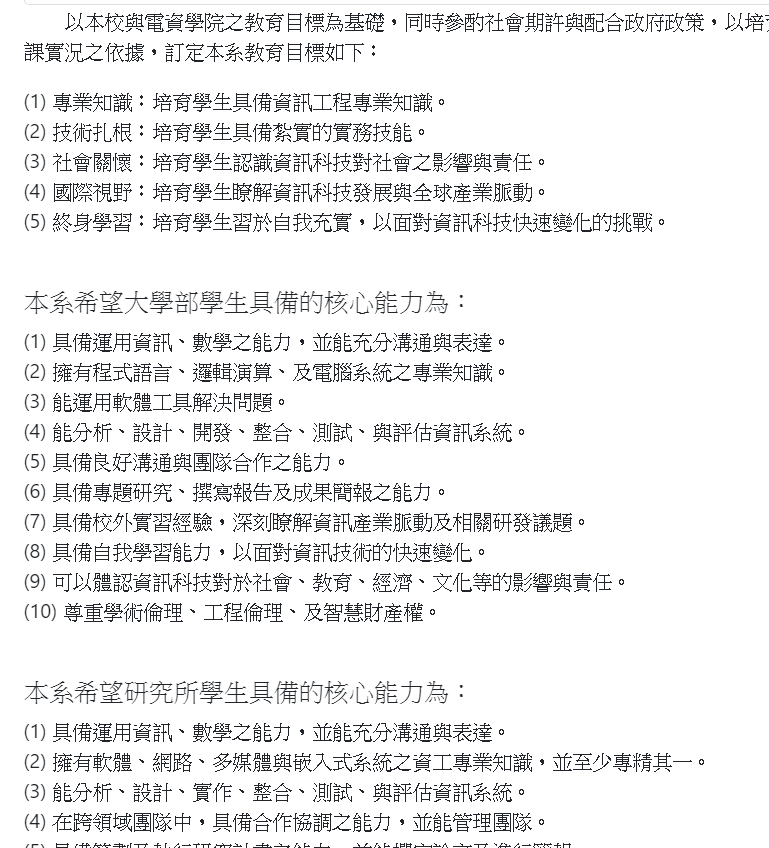 以本校與電資學院之教育目標為基礎，同時參酌社會期許與配合政府政策，以培
課實況之依據，訂定本系教育目標如下：
(1) 專業知識：培育學生具備資訊工程專業知識。
(2) 技術扎根：培育學生具備紮實的實務技能。
(3) 社會關懷：培育學生認識資訊科技對社會之影響與責任。
(4) 國際視野：培育學生瞭解資訊科技發展與全球產業脈動。
(5) 終身學習：培育學生習於自我充實，以面對資訊科技快速變化的挑戰。
本系希望大學部學生具備的核心能力為：
(1) 具備運用資訊、數學之能力，並能充分溝通與表達。
(2) 擁有程式語言、邏輯演算、及電腦系統之專業知識。
(3) 能運用軟體工具解決問題。
(4) 能分析、設計、開發、整合、測試、與評估資訊系統。
(5) 具備良好溝通與團隊合作之能力。
(6) 具備專題研究、撰寫報告及成果簡報之能力。
(7) 具備校外實習經驗，深刻瞭解資訊產業脈動及相關研發議題。
(8) 具備自我學習能力，以面對資訊技術的快速變化。
(9) 可以體認資訊科技對於社會、教育、經濟、文化等的影響與責任。
(10) 尊重學術倫理、工程倫理、及智慧財產權。
本系希望研究所學生具備的核心能力為：
(1) 具備運用資訊、數學之能力，並能充分溝通與表達。
(2) 擁有軟體、網路、多媒體與嵌入式系統之資工專業知識，並至少專精其一。
(3) 能分析、設計、實作、整合、測試、與評估資訊系統。
(4) 在跨領域團隊中，具備合作協調之能力，並能管理團隊。